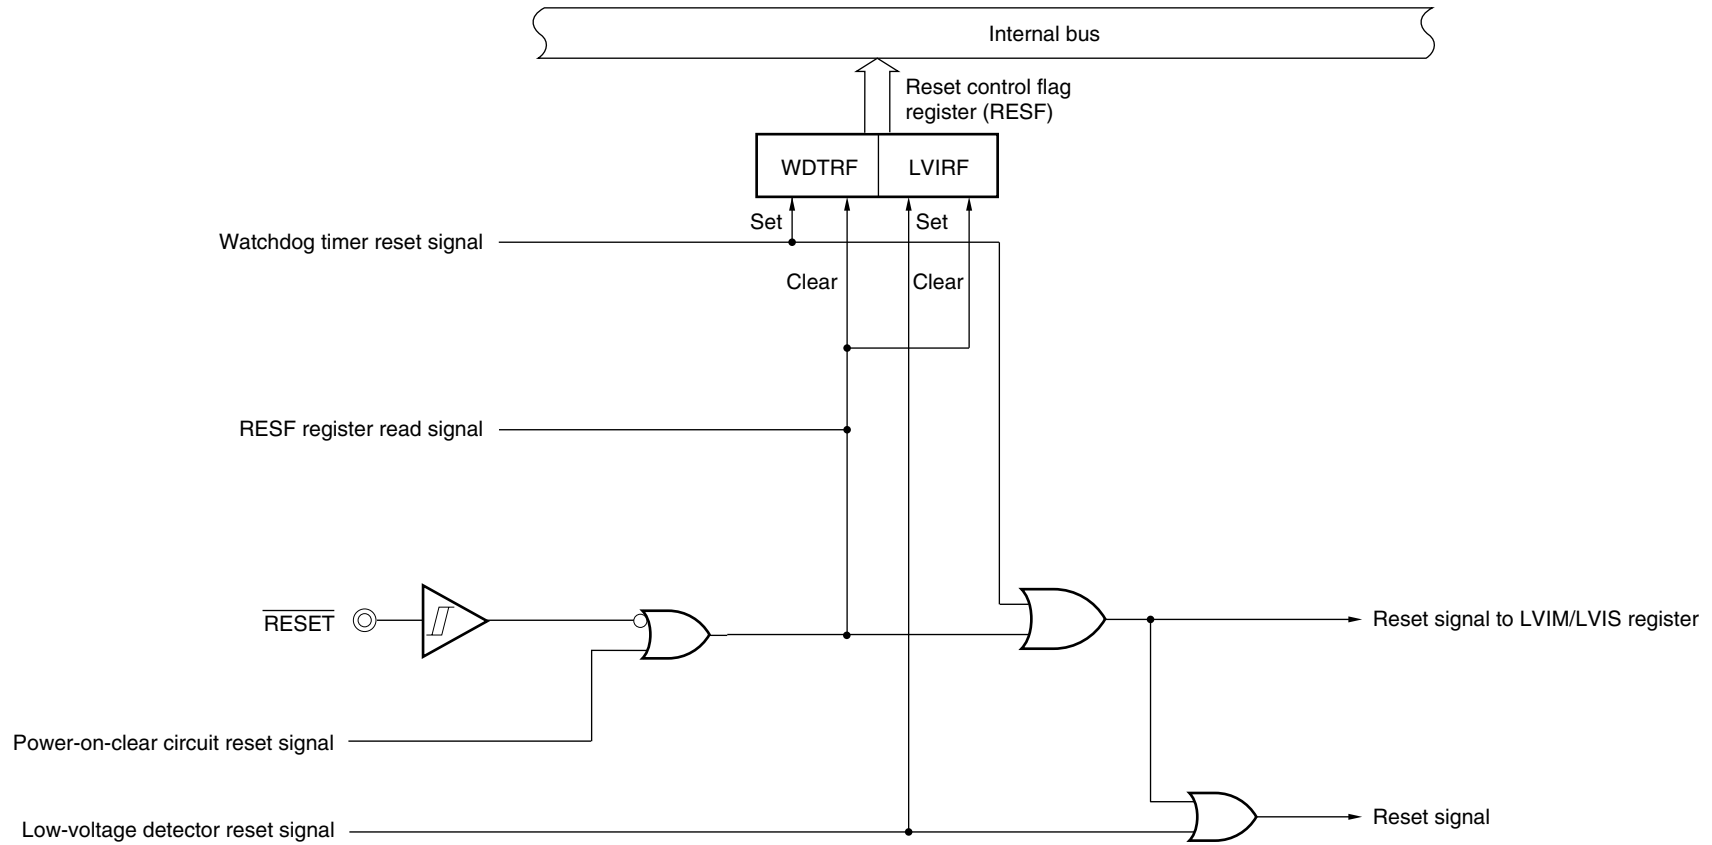 Internal bus
Reset control flag
register (RESF)
WDTRF
LVIRF
Set
Set
Watchdog timer reset signal
Clear
Clear
RESF register read signal
RESET
Reset signal to LVIM/LVIS register
Power-on-clear circuit reset signal
Reset signal
Low-voltage detector reset signal